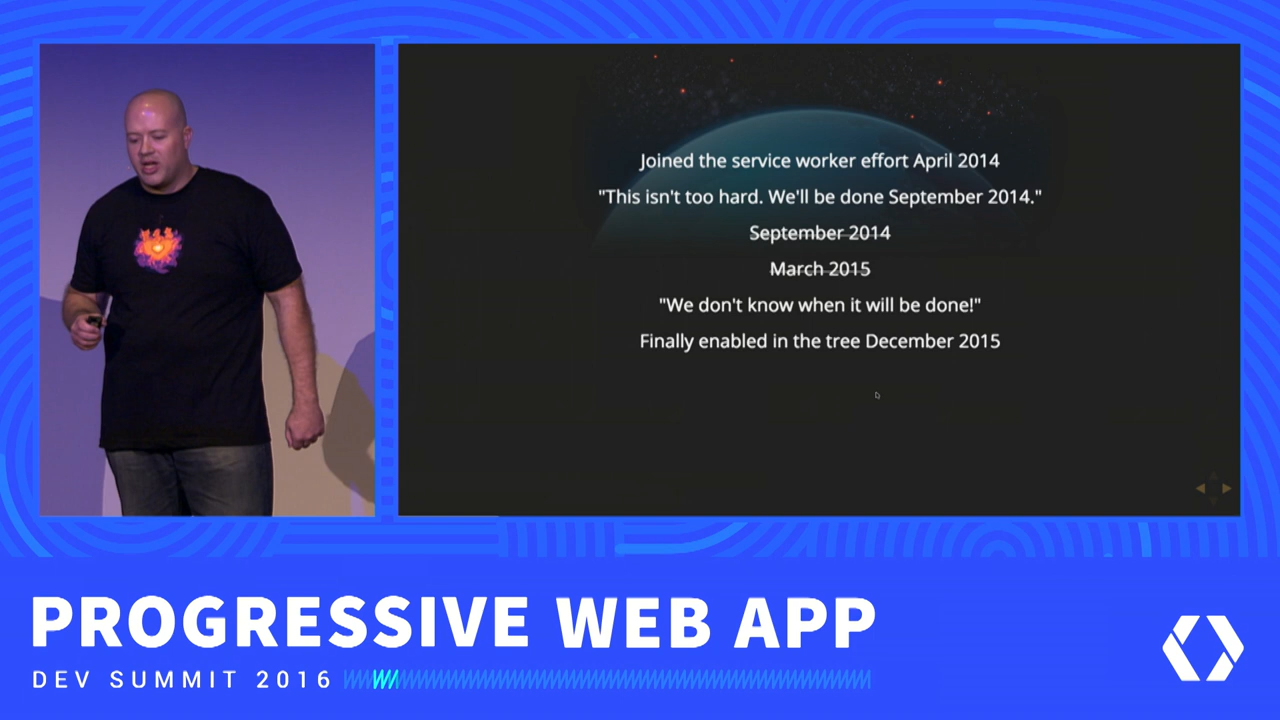 Joined the service worker effort April 2014
"This isn't too hard. We'll be done September 2014."
September 2014
March 2015
"We don't know when it will be done!"
Finally enabled in the tree December 2015
PROGRESSIVE WEB APP
DEV SUMMIT 2016